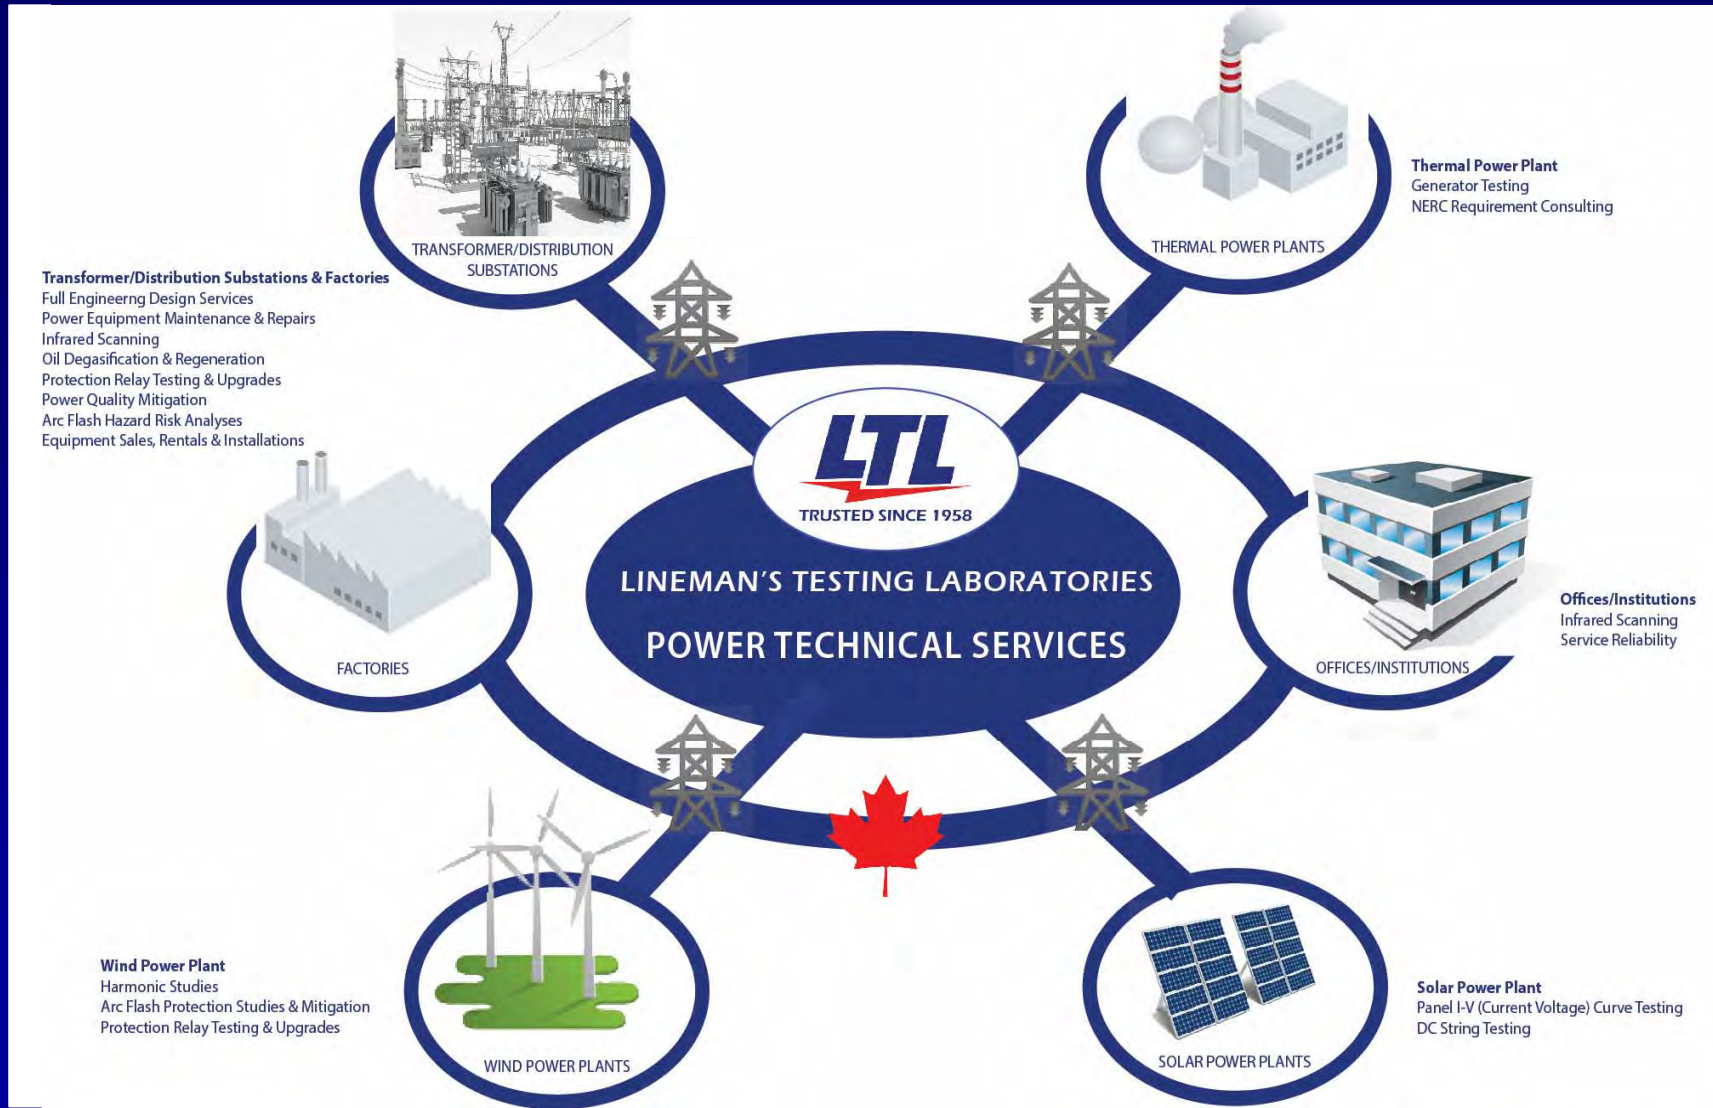 TRANSFORMER/DISTRIBUTION
SUBSTATIONS
THERMAL POWER PLANTS
Thermal Power Plant
Generator Testing
NERC Requirement Consulting
Transformer/Distribution Substations & Factories
Full Engineerng Design Services
Power Equipment Maintenance & Repairs
Infrared Scanning
Oil Degasification & Regeneration
Protection Relay Testing & Upgrades
Power Quality Mitigation
Arc Flash Hazard Risk Analyses
Equipment Sales, Rentals & Installations
LTL
TRUSTED SINCE 1958
LINEMAN'S TESTING LABORATORIES
POWER TECHNICAL SERVICES
FACTORIES
OFFICES/INSTITUTIONS
Offices/Institutions
Infrared Scanning
Service Reliability
Wind Power Plant
Harmonic Studies
Arc Flash Protection Studies & Mitigation
Protection Relay Testing & Upgrades
WIND POWER PLANTS
SOLAR POWER PLANTS
Solar Power Plant
Panel I-V (Current Voltage) Curve Testing
DC String Testing